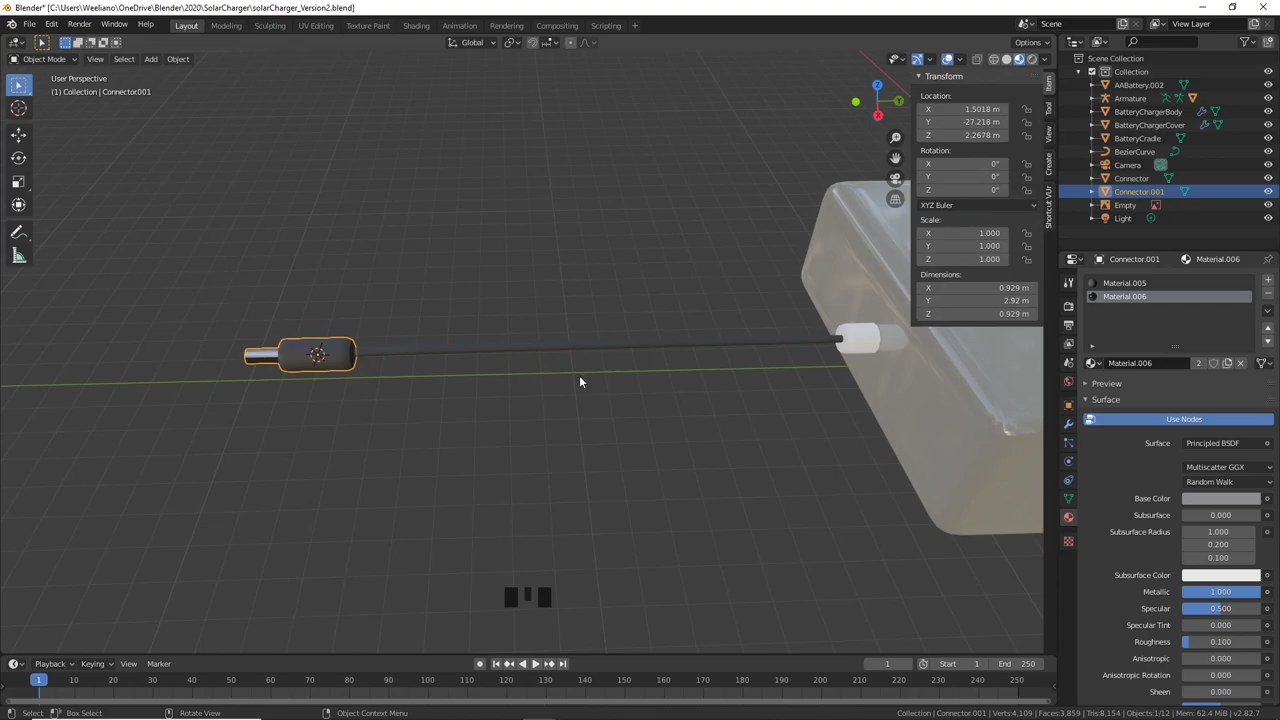 Blender* [C:\Users\Weeliano\OneDrive\Blender\2020\SolarCharger\solarCharger_Version2.blend]
File Edit Render Window Help Layout Modeling Sculpting UV Editing Texture Paint Shading Animation Rendering Compositing Scripting + Scene View Layer
Global Options
Object Mode View Select Add Object
User Perspective
(1) Collection | Connector.001
Z
Y
X
Transform
Location:
X 1.5018 m
Y -27.218 m
Z 2.2678 m
Rotation:
X 0°
Y 0°
Z 0°
XYZ Euler
Scale:
X 1.000
Y 1.000
Z 1.000
Dimensions:
X 0.929 m
Y 2.92 m
Z 0.929 m
Item
Tool
View
Create
Shortcut VUr
Scene Collection
Collection
AABattery.002
Armature
BatteryChargerBody
BatteryChargerCover
BatteryCradle
BezierCurve
Camera
Connector
Connector.001
Empty
Light
Connector.001 Material.006
Material.005
Material.006
Material.006 2
Preview
Surface
Use Nodes
Surface Principled BSDF
Multiscatter GGX
Random Walk
Base Color
Subsurface 0.000
Subsurface Radius 1.000
0.200
0.100
Subsurface Color
Metallic 1.000
Specular 0.500
Specular Tint 0.000
Roughness 0.100
Anisotropic 0.000
Anisotropic Rotation 0.000
Sheen 0.000
Playback Keying View Marker 1 Start 1 End 250
1 10 20 30 40 50 60 70 80 90 100 110 120 130 140 150 160 170 180 190 200 210 220 230 240 250
Select Box Select Rotate View Object Context Menu Collection | Connector.001 | Verts:4,109 | Faces:3,859 | Tris:8,154 | Objects:1/12 | Mem: 62.4 MiB | v2.82.7